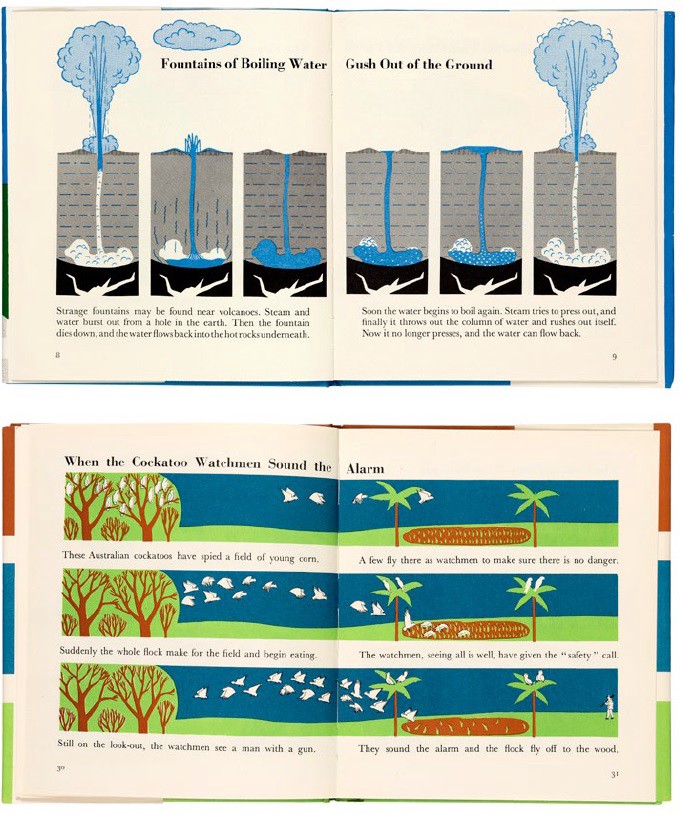 Fountains of Boiling Water Gush Out of the Ground
Strange fountains may be found near volcanoes. Steam and
water burst out from a hole in the earth. Then the fountain
dies down, and the water flows back into the hot rocks underneath.
8
Soon the water begins to boil again. Steam tries to press out, and
finally it throws out the column of water and rushes out itself.
Now it no longer presses, and the water can flow back.
9
When the Cockatoo Watchmen Sound the Alarm
These Australian cockatoos have spied a field of young corn.
A few fly there as watchmen to make sure there is no danger.
Suddenly the whole flock make for the field and begin eating.
The watchmen, seeing all is well, have given the "safety" call.
Still on the look-out, the watchmen see a man with a gun.
They sound the alarm and the flock fly off to the wood.
30
31